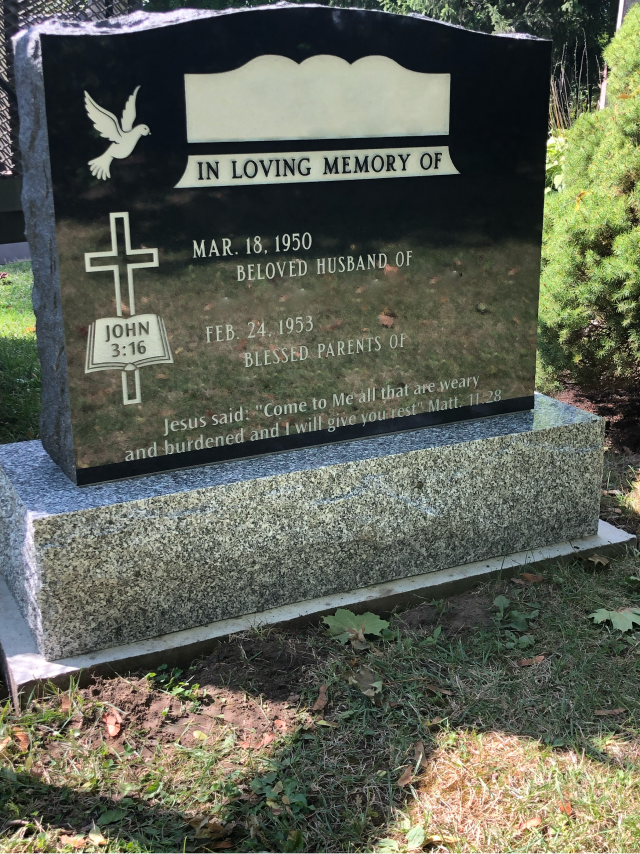 IN LOVING MEMORY OF
MAR. 18, 1950
BELOVED HUSBAND OF
FEB. 24, 1953
BLESSED PARENTS OF
JOHN
3:16
Jesus said: "Come to Me all that are weary
and burdened and I will give you rest" Matt. 11:28